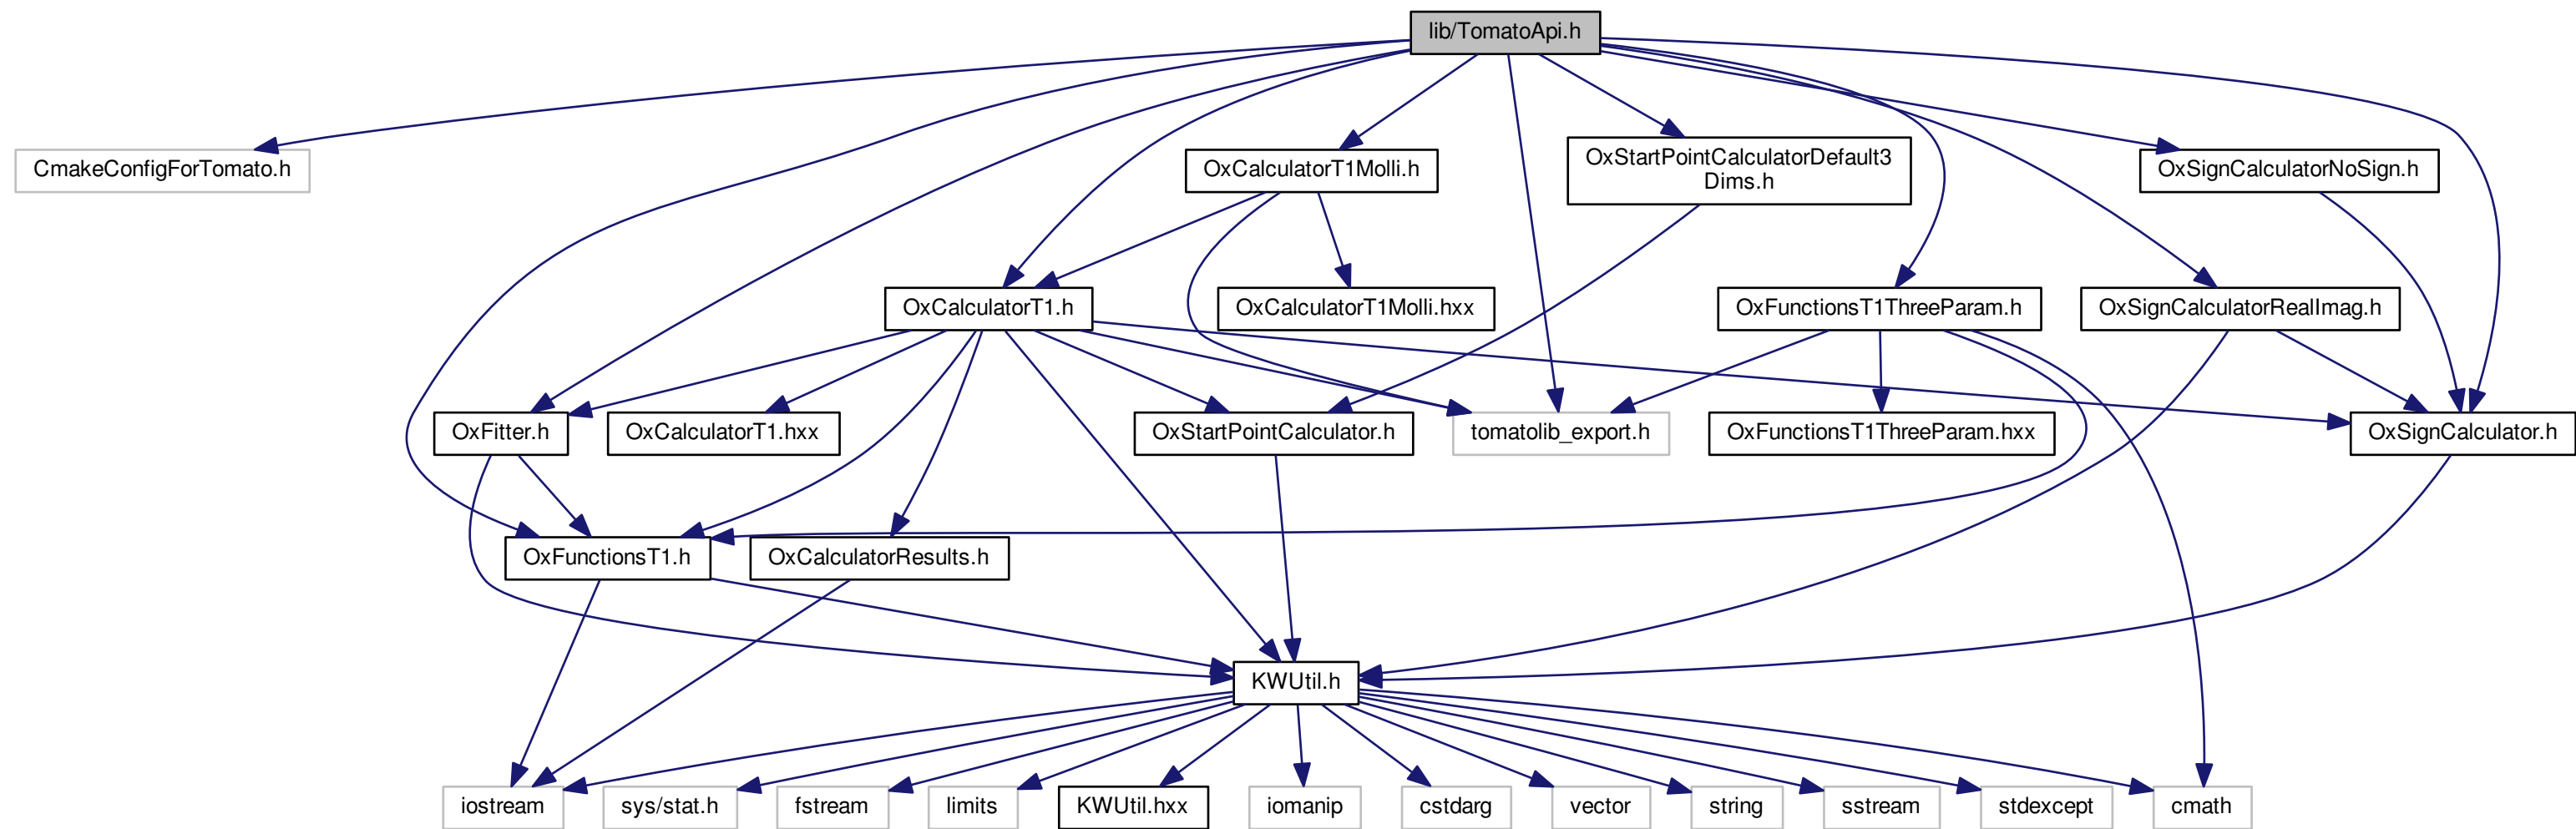 lib/TomatoApi.h
CmakeConfigForTomato.h
OxCalculatorT1Molli.h
OxStartPointCalculatorDefault3
Dims.h
OxSignCalculatorNoSign.h
OxCalculatorT1.h
OxCalculatorT1Molli.hxx
OxFunctionsT1ThreeParam.h
OxSignCalculatorRealImag.h
OxFitter.h
OxCalculatorT1.hxx
OxStartPointCalculator.h
tomatolib_export.h
OxFunctionsT1ThreeParam.hxx
OxSignCalculator.h
OxFunctionsT1.h
OxCalculatorResults.h
KWUtil.h
iostream
sys/stat.h
fstream
limits
KWUtil.hxx
iomanip
cstdarg
vector
string
sstream
stdexcept
cmath